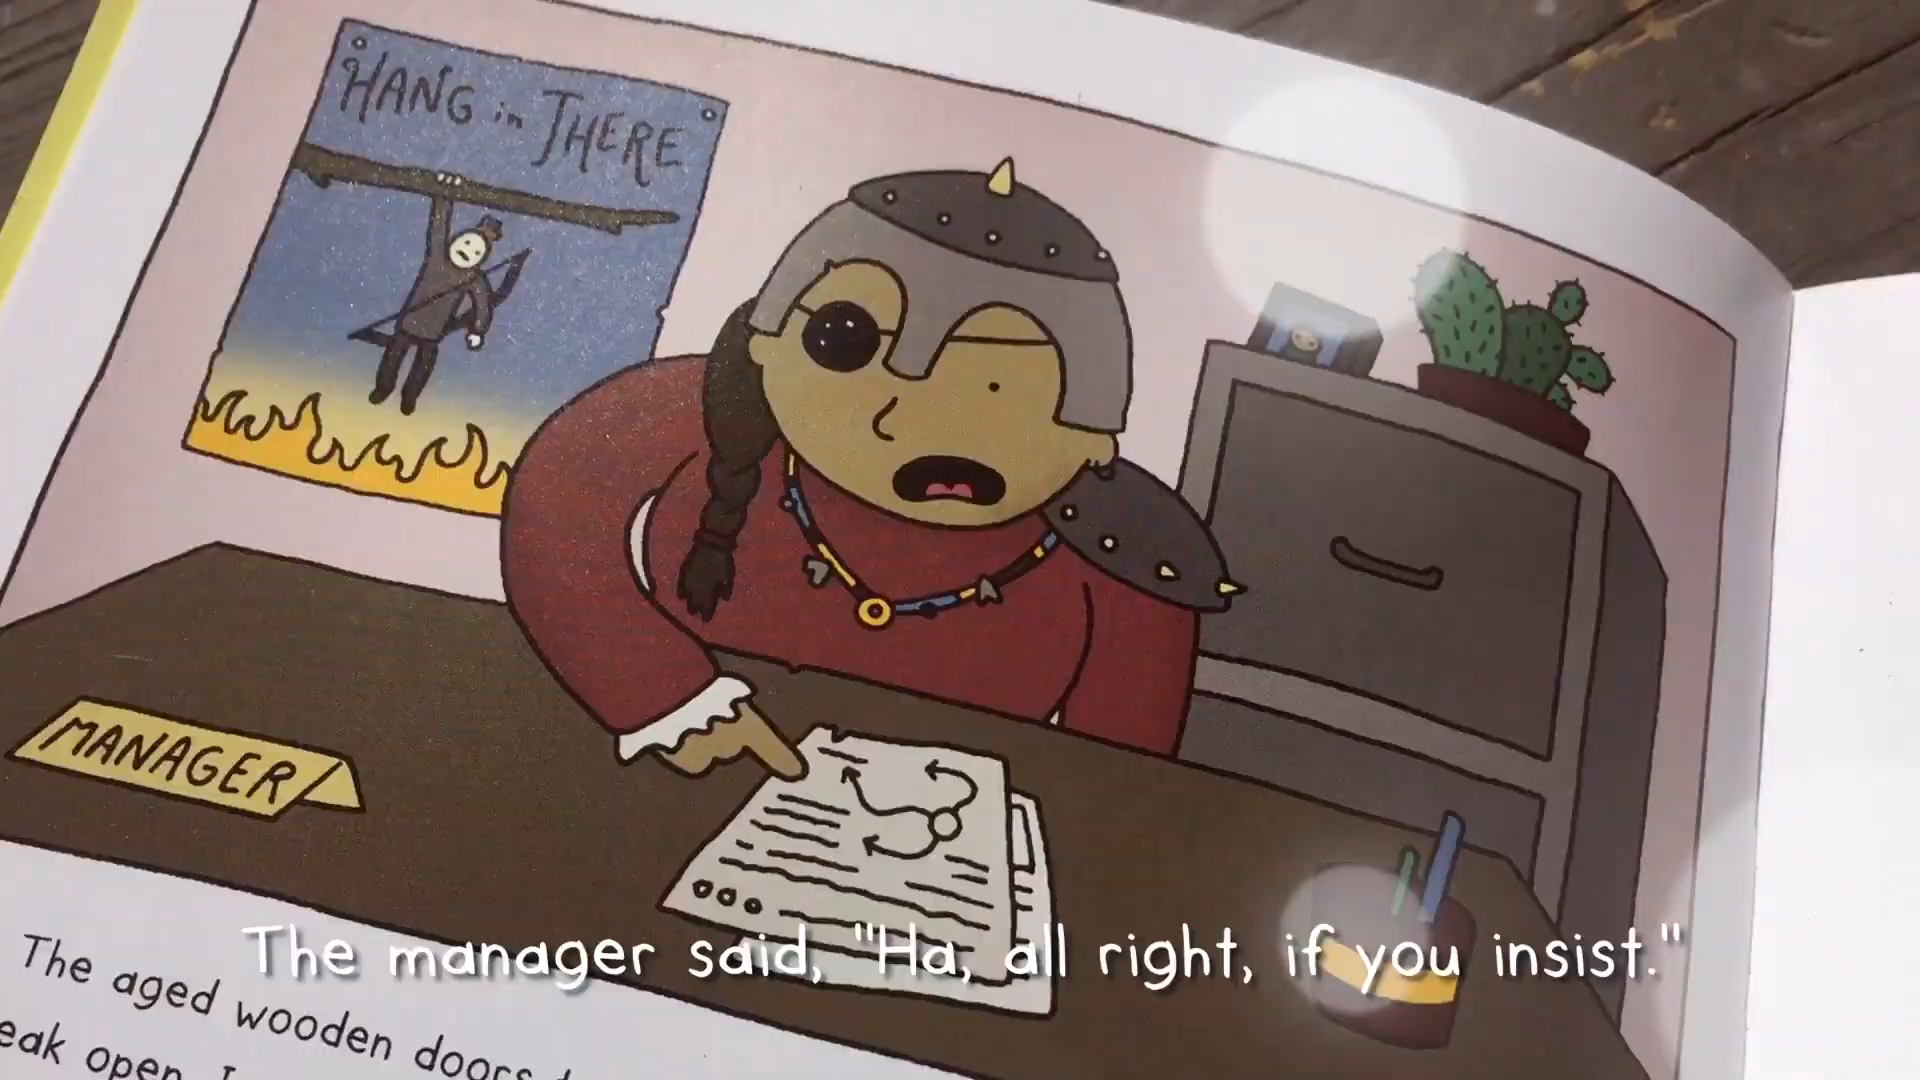 HANG in THERE
MANAGER
The manager said, "Ha, all right, if you insist."
The aged wooden doors
eak open.